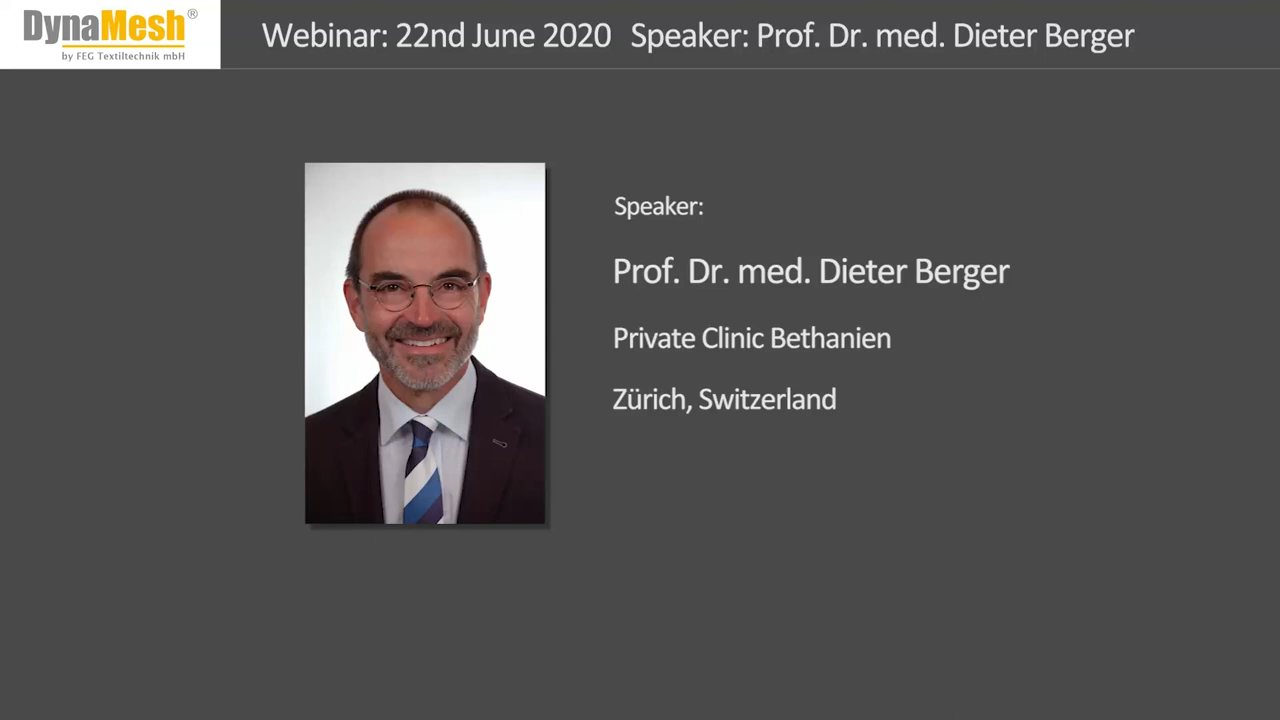 DynaMesh®
by FEG Textiltechnik mbH
Webinar: 22nd June 2020 Speaker: Prof. Dr. med. Dieter Berger
Speaker:
Prof. Dr. med. Dieter Berger
Private Clinic Bethanien
Zürich, Switzerland